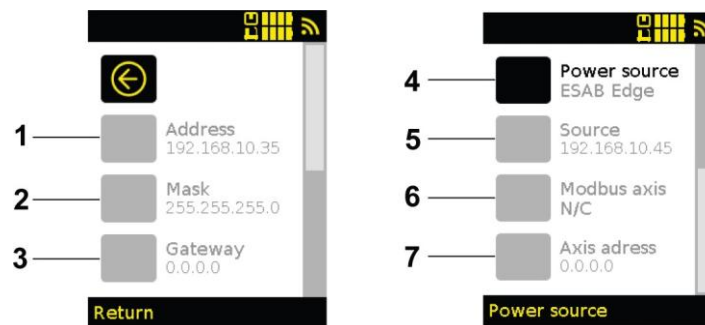 1
Address
192.168.10.35
2
Mask
255.255.255.0
3
Gateway
0.0.0.0
Return
4
Power source
ESAB Edge
5
Source
192.168.10.45
6
Modbus axis
N/C
7
Axis adress
0.0.0.0
Power source